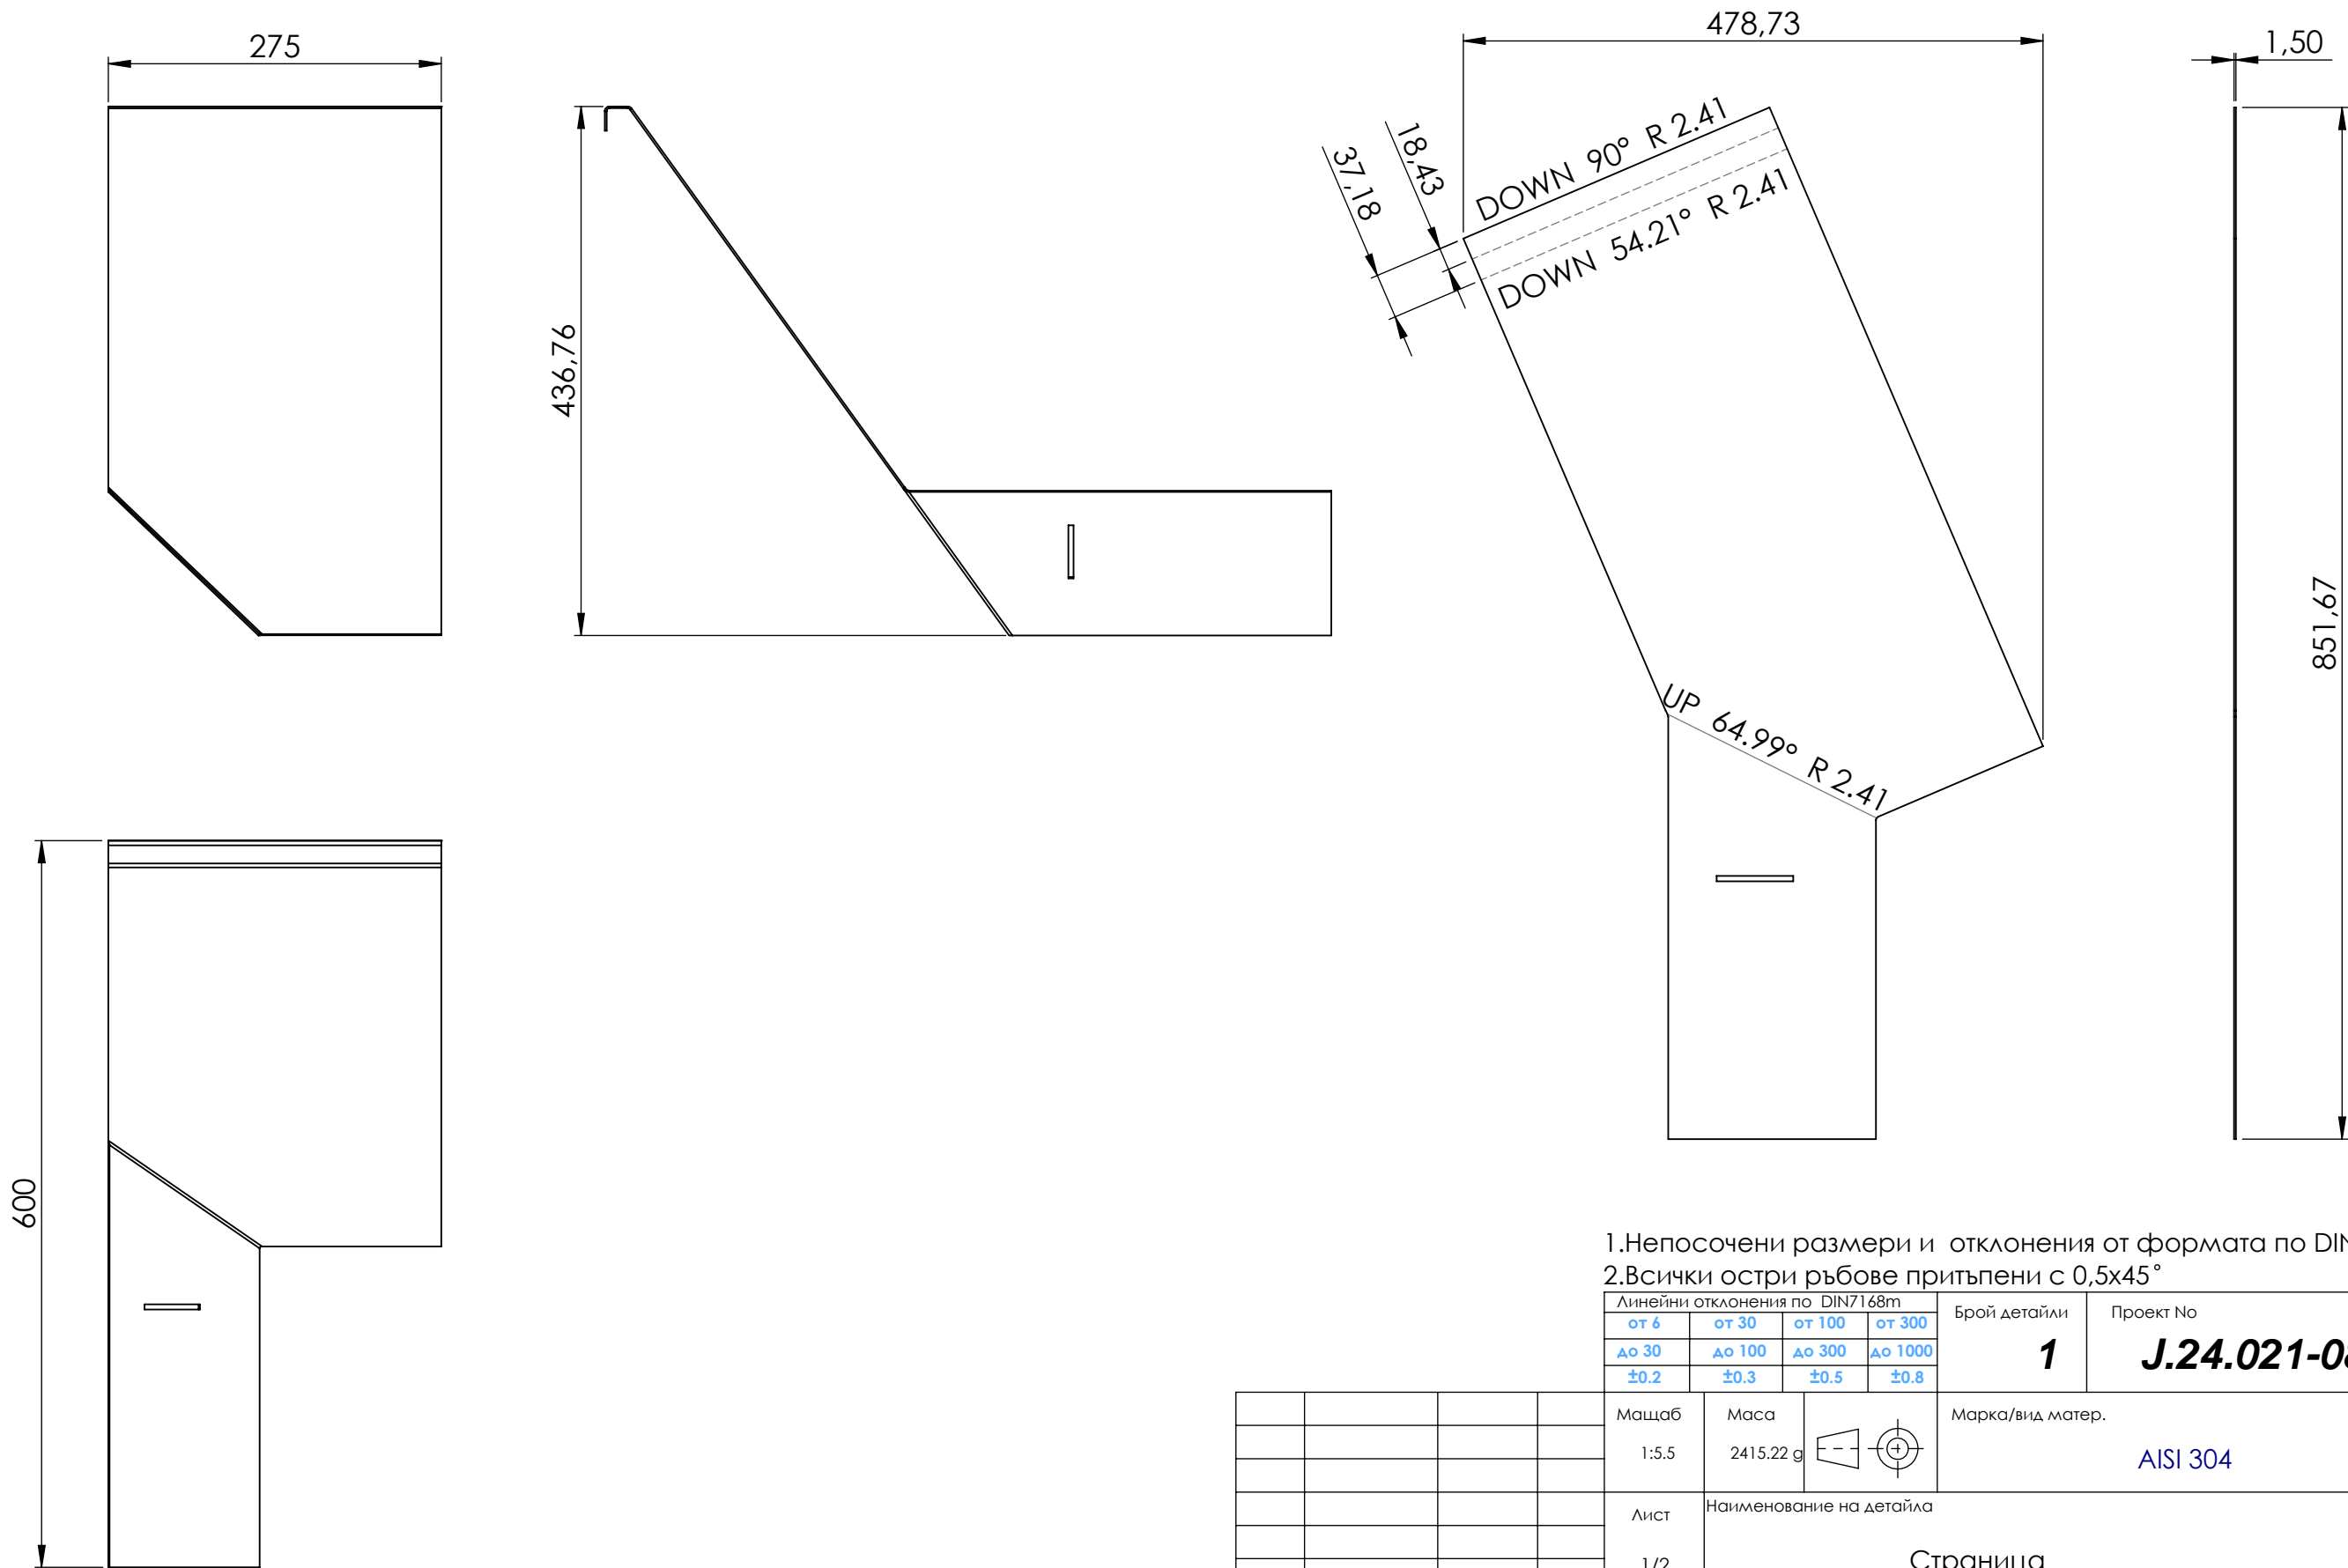 275
478,73
1,50
DOWN 90° R 2.41
18,43
37,18
DOWN 54.21° R 2.41
436,76
851,67
UP 64.99° R 2.41
600
1.Непосочени размери и отклонения от формата по DIN
2.Всички остри ръбове притъпени с 0,5x45°
Линейни отклонения по DIN7168m
от 6 от 30 от 100 от 300
до 30 до 100 до 300 до 1000
±0.2 ±0.3 ±0.5 ±0.8
Брой детайли
1
Проект No
J.24.021-08
Мащаб
1:5.5
Маса
2415.22 g
Марка/вид матер.
AISI 304
Лист
1/2
Наименование на детайла
Страница